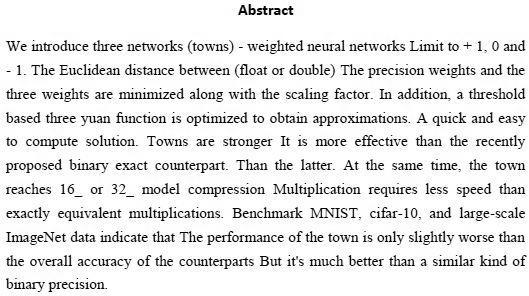 Abstract
We introduce three networks (towns) - weighted neural networks Limit to + 1, 0 and
- 1. The Euclidean distance between (float or double) The precision weights and the
three weights are minimized along with the scaling factor. In addition, a threshold
based three yuan function is optimized to obtain approximations. A quick and easy
to compute solution. Towns are stronger It is more effective than the recently
proposed binary exact counterpart. Than the latter. At the same time, the town
reaches 16_ or 32_ model compression Multiplication requires less speed than
exactly equivalent multiplications. Benchmark MNIST, cifar-10, and large-scale
ImageNet data indicate that The performance of the town is only slightly worse than
the overall accuracy of the counterparts But it's much better than a similar kind of
binary precision.